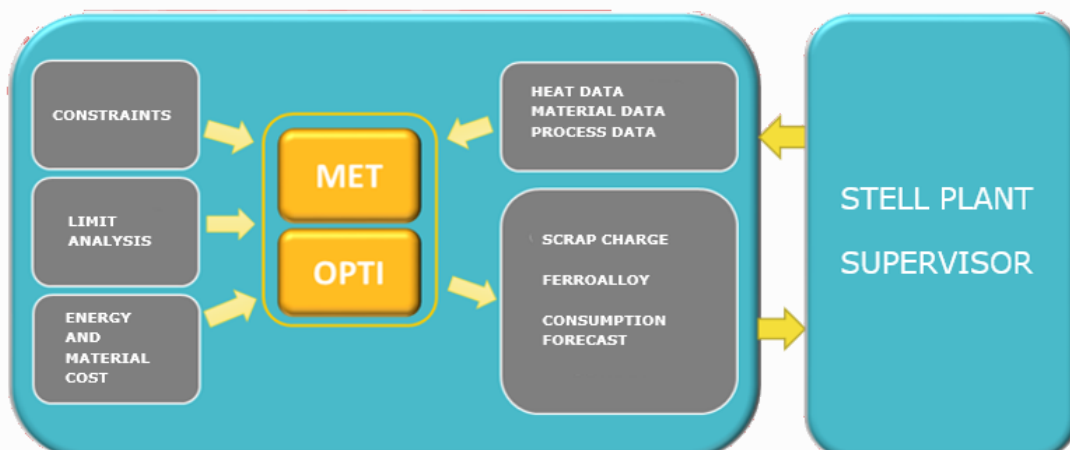 CONSTRAINTS
LIMIT
ANALYSIS
ENERGY
AND
MATERIAL
COST
MET
OPTI
HEAT DATA
MATERIAL DATA
PROCESS DATA
SCRAP CHARGE
FERROALLOY
CONSUMPTION
FORECAST
STELL PLANT
SUPERVISOR